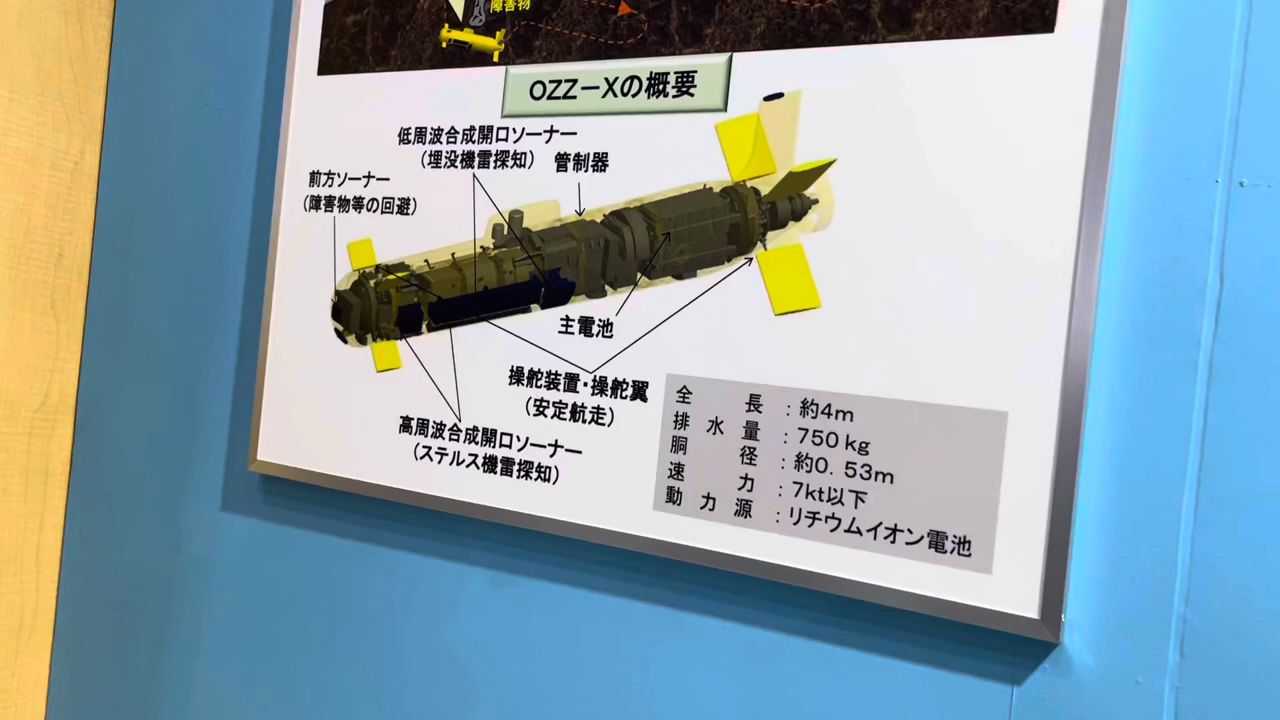 障害物
OZZ－Xの概要
低周波合成開口ソーナー
（埋没機雷探知）
管制器
前方ソーナー
（障害物等の回避）
主電池
操舵装置・操舵翼
（安定航走）
高周波合成開口ソーナー
（ステルス機雷探知）
全長：約4m
排水量：750 kg
胴径：約0．53m
速力：7kt以下
動力源：リチウムイオン電池